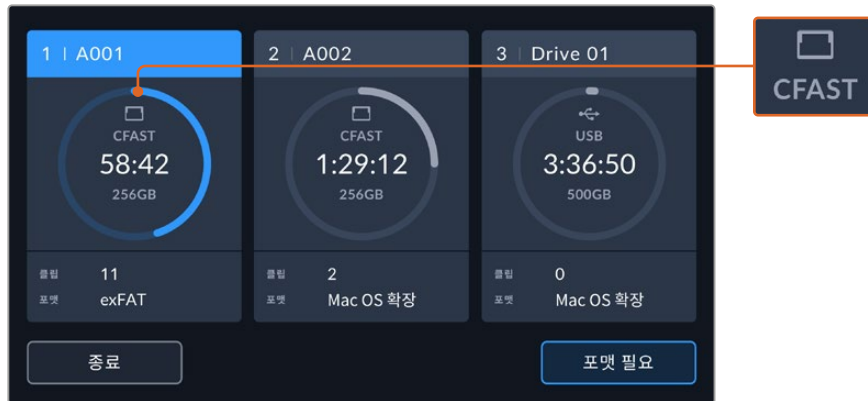 1 | A001
CFAST
58:42
256GB
클립 11
포맷 exFAT
2 | A002
CFAST
1:29:12
256GB
클립 2
포맷 Mac OS 확장
3 | Drive 01
USB
3:36:50
500GB
클립 0
포맷 Mac OS 확장
종료
포맷 필요
CFAST